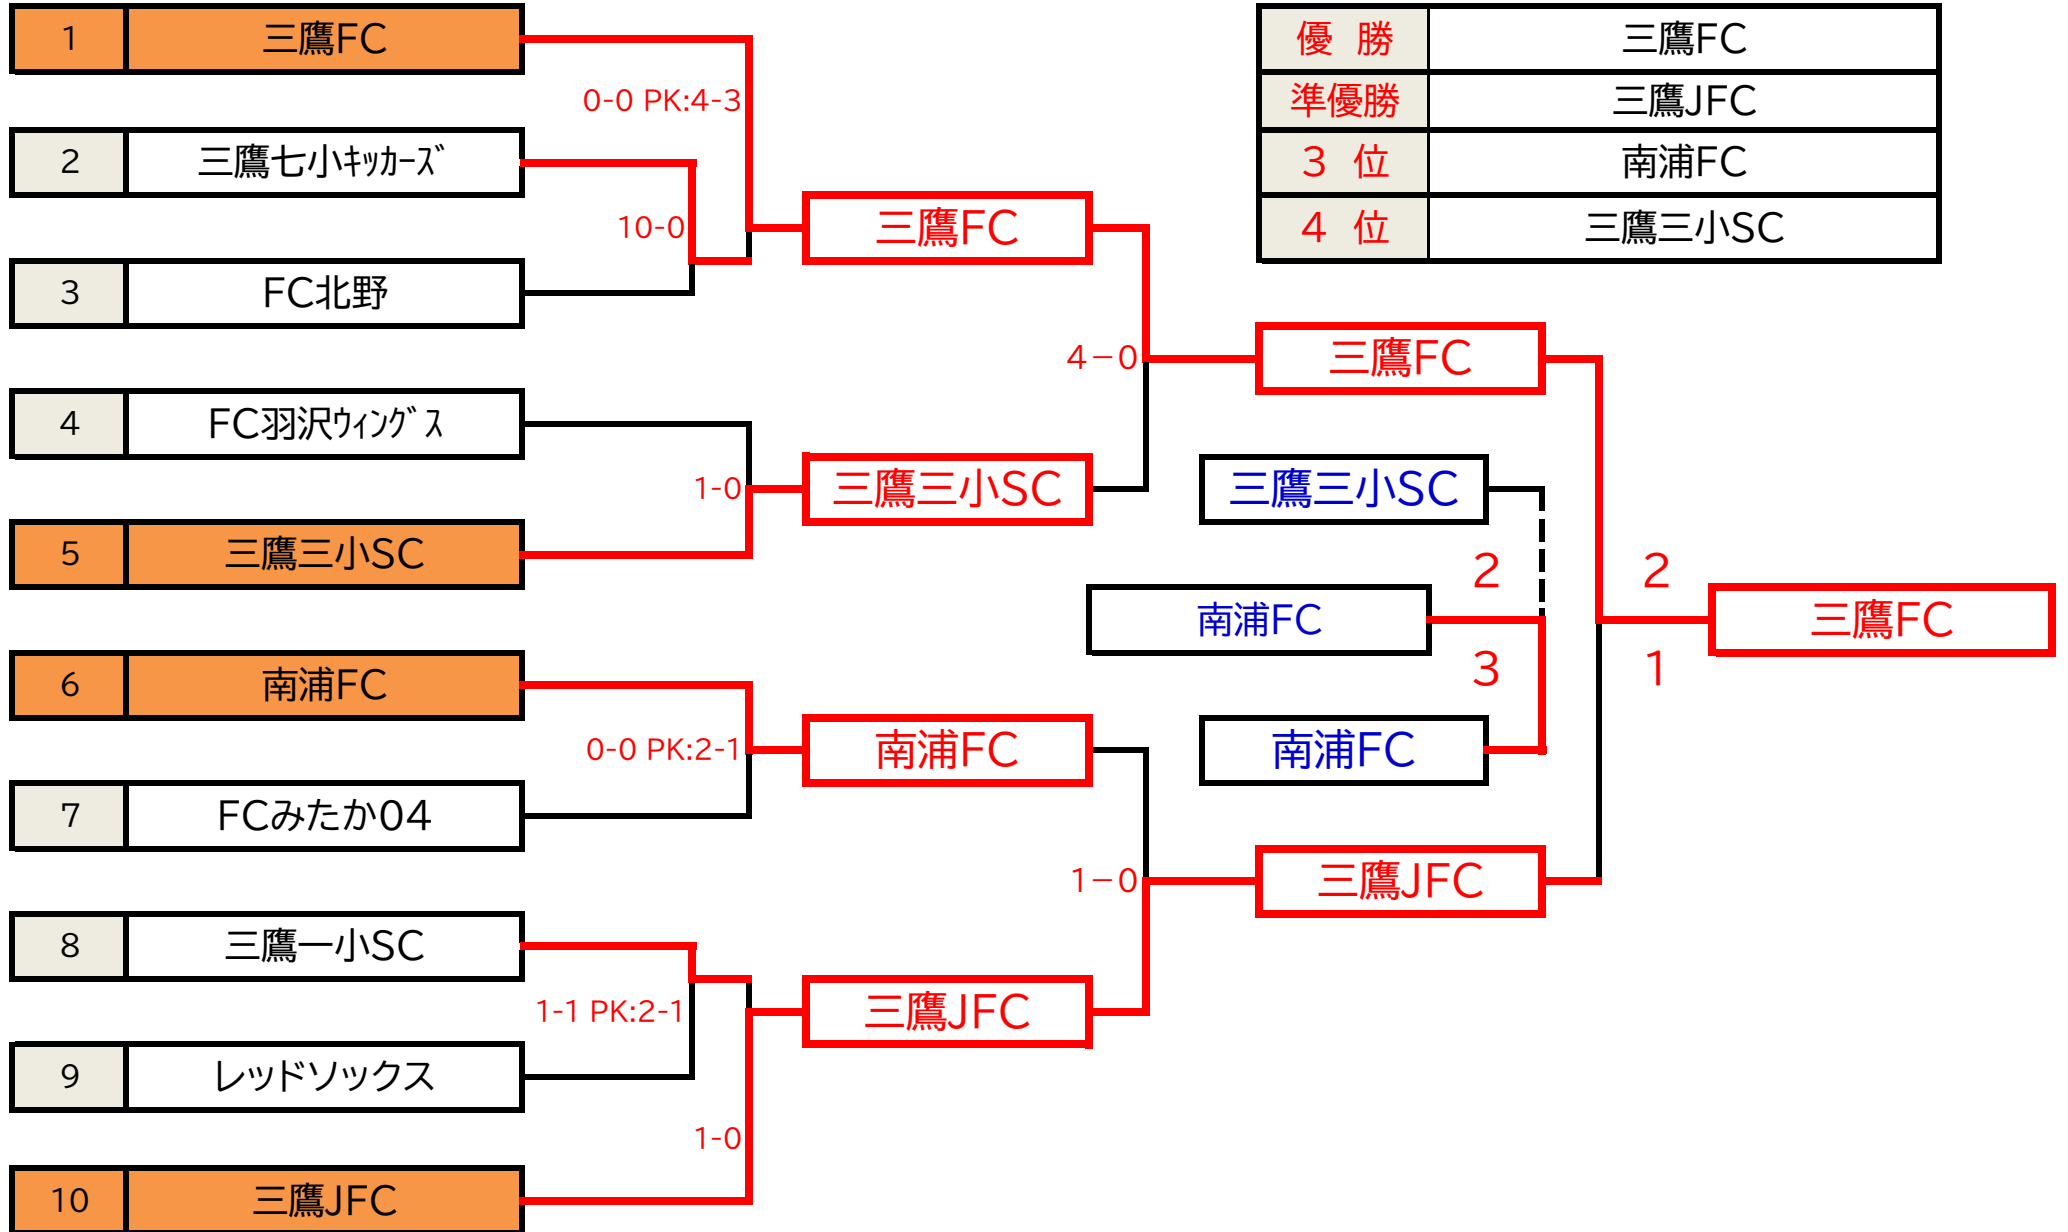 1 三鷹FC
優 勝 三鷹FC
0-0 PK:4-3
準優勝 三鷹JFC
2 三鷹七小ｷｯｶｰｽﾞ
3 位 南浦FC
10-0
三鷹FC
4 位 三鷹三小SC
3 FC北野
4－0
三鷹FC
4 FC羽沢ｳｨﾝｸﾞｽ
1-0
三鷹三小SC
三鷹三小SC
5 三鷹三小SC
2
2
南浦FC
三鷹FC
3
1
6 南浦FC
0-0 PK:2-1
南浦FC
南浦FC
7 FCみたか04
1－0
三鷹JFC
8 三鷹一小SC
1-1 PK:2-1
三鷹JFC
9 レッドソックス
1-0
10 三鷹JFC